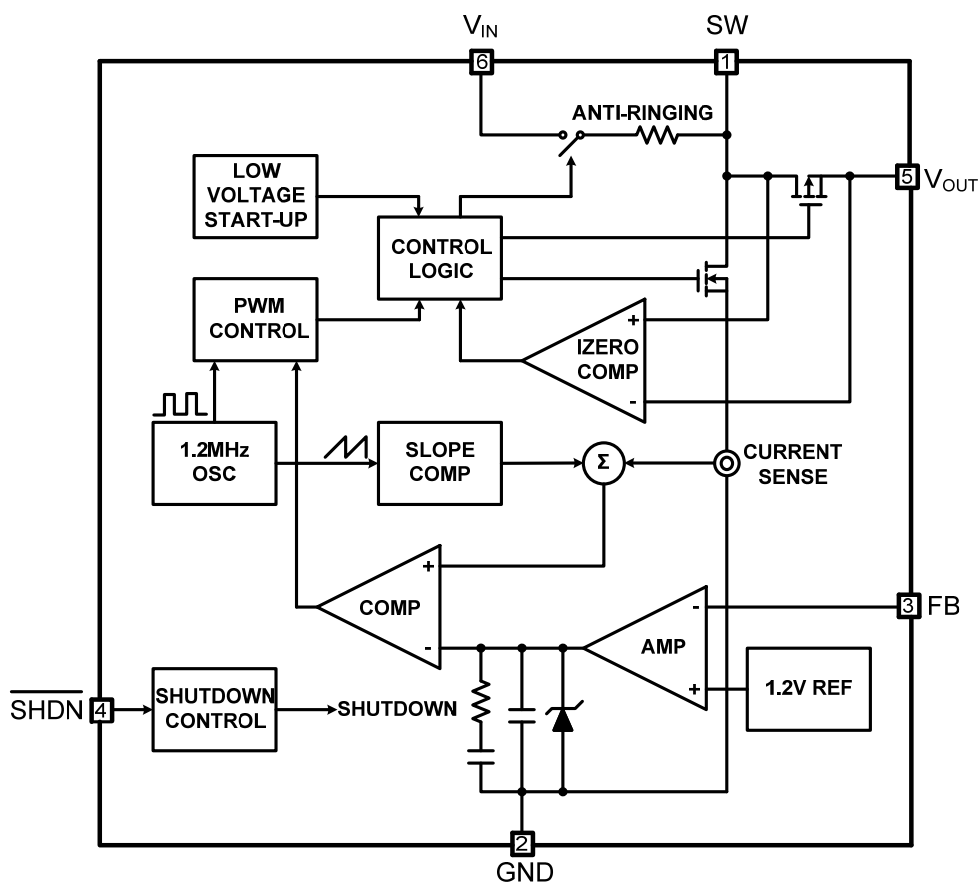 VIN
SW
6
1
ANTI-RINGING
LOW
VOLTAGE
START-UP
5
VOUT
CONTROL
LOGIC
PWM
CONTROL
+
IZERO
COMP
-
1.2MHz
OSC
SLOPE
COMP
Σ
CURRENT
SENSE
+
COMP
-
-
AMP
+
3
FB
1.2V REF
SHDN
4
SHUTDOWN
CONTROL
SHUTDOWN
2
GND